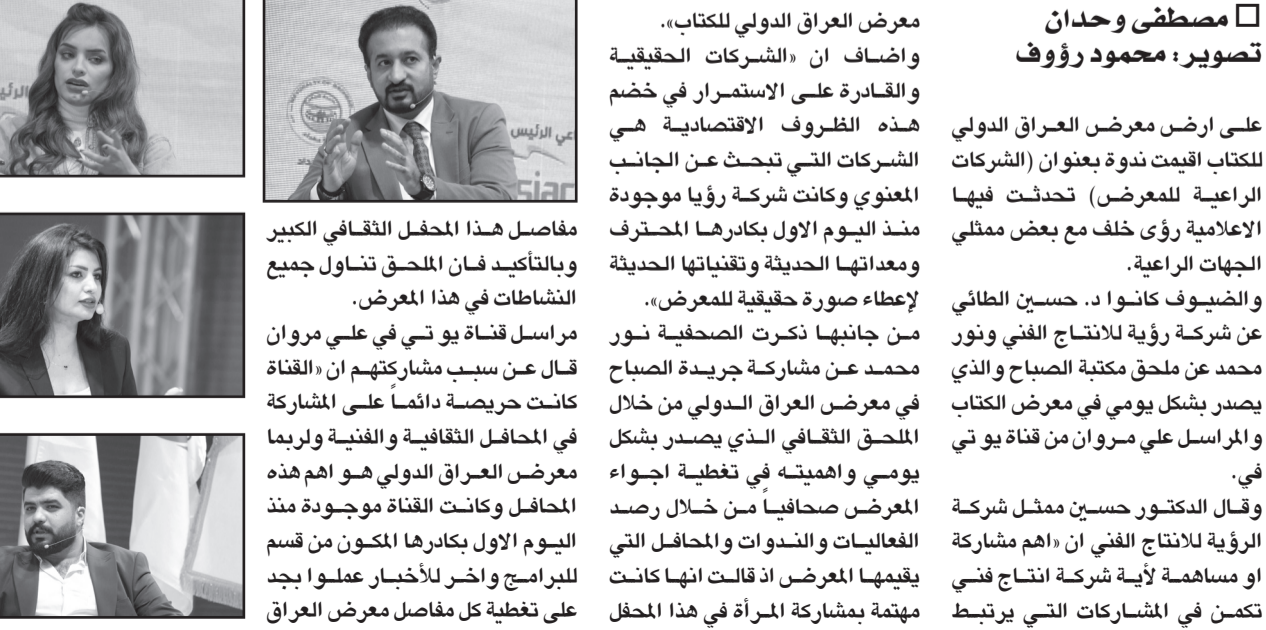 □ مصطفى وحدان
تصوير: محمود رؤوف
على ارض معرض العراق الدولي
للكتاب اقيمت ندوة بعنوان (الشركات
الراعية للمعرض) تحدثت فيها
الاعلامية رؤى خلف مع بعض ممثلي
الجهات الراعية.
والضيوف كانوا د. حسين الطائي
عن شركة رؤية للانتاج الفني ونور
محمد عن ملحق مكتبة الصباح والذي
يصدر بشكل يومي في معرض الكتاب
والمراسل علي مروان من قناة يو تي
في.
وقال الدكتور حسين ممثل شركة
الرؤية للانتاج الفني ان «اهم مشاركة
او مساهمة لأية شركة انتاج فني
تكمن في المشاركات التي يرتبط
معرض العراق الدولي للكتاب».
واضاف ان «الشركات الحقيقية
والقادرة على الاستمرار في خضم
هذه الظروف الاقتصادية هي
الشركات التي تبحث عن الجانب
المعنوي وكانت شركة رؤيا موجودة
منذ اليوم الاول بكادرها المحترف
ومعداتها الحديثة وتقنياتها الحديثة
لإعطاء صورة حقيقية للمعرض».
من جانبها ذكرت الصحفية نور
محمد عن مشاركة جريدة الصباح
في معرض العراق الدولي من خلال
الملحق الثقافي الذي يصدر بشكل
يومي واهميته في تغطية اجواء
المعرض صحافياً من خلال رصد
الفعاليات والندوات والمحافل التي
يقيمها المعرض اذ قالت انها كانت
مهتمة بمشاركة المرأة في هذا المحفل
مفاصل هذا المحفل الثقافي الكبير
وبالتأكيد فان الملحق تناول جميع
النشاطات في هذا المعرض.
مراسل قناة يو تي في علي مروان
قال عن سبب مشاركتهم ان «القناة
كانت حريصة دائماً على المشاركة
في المحافل الثقافية والفنية ولربما
معرض العراق الدولي هو اهم هذه
المحافل وكانت القناة موجودة منذ
اليوم الاول بكادرها المكون من قسم
للبرامج واخر للأخبار عملوا بجد
على تغطية كل مفاصل معرض العراق